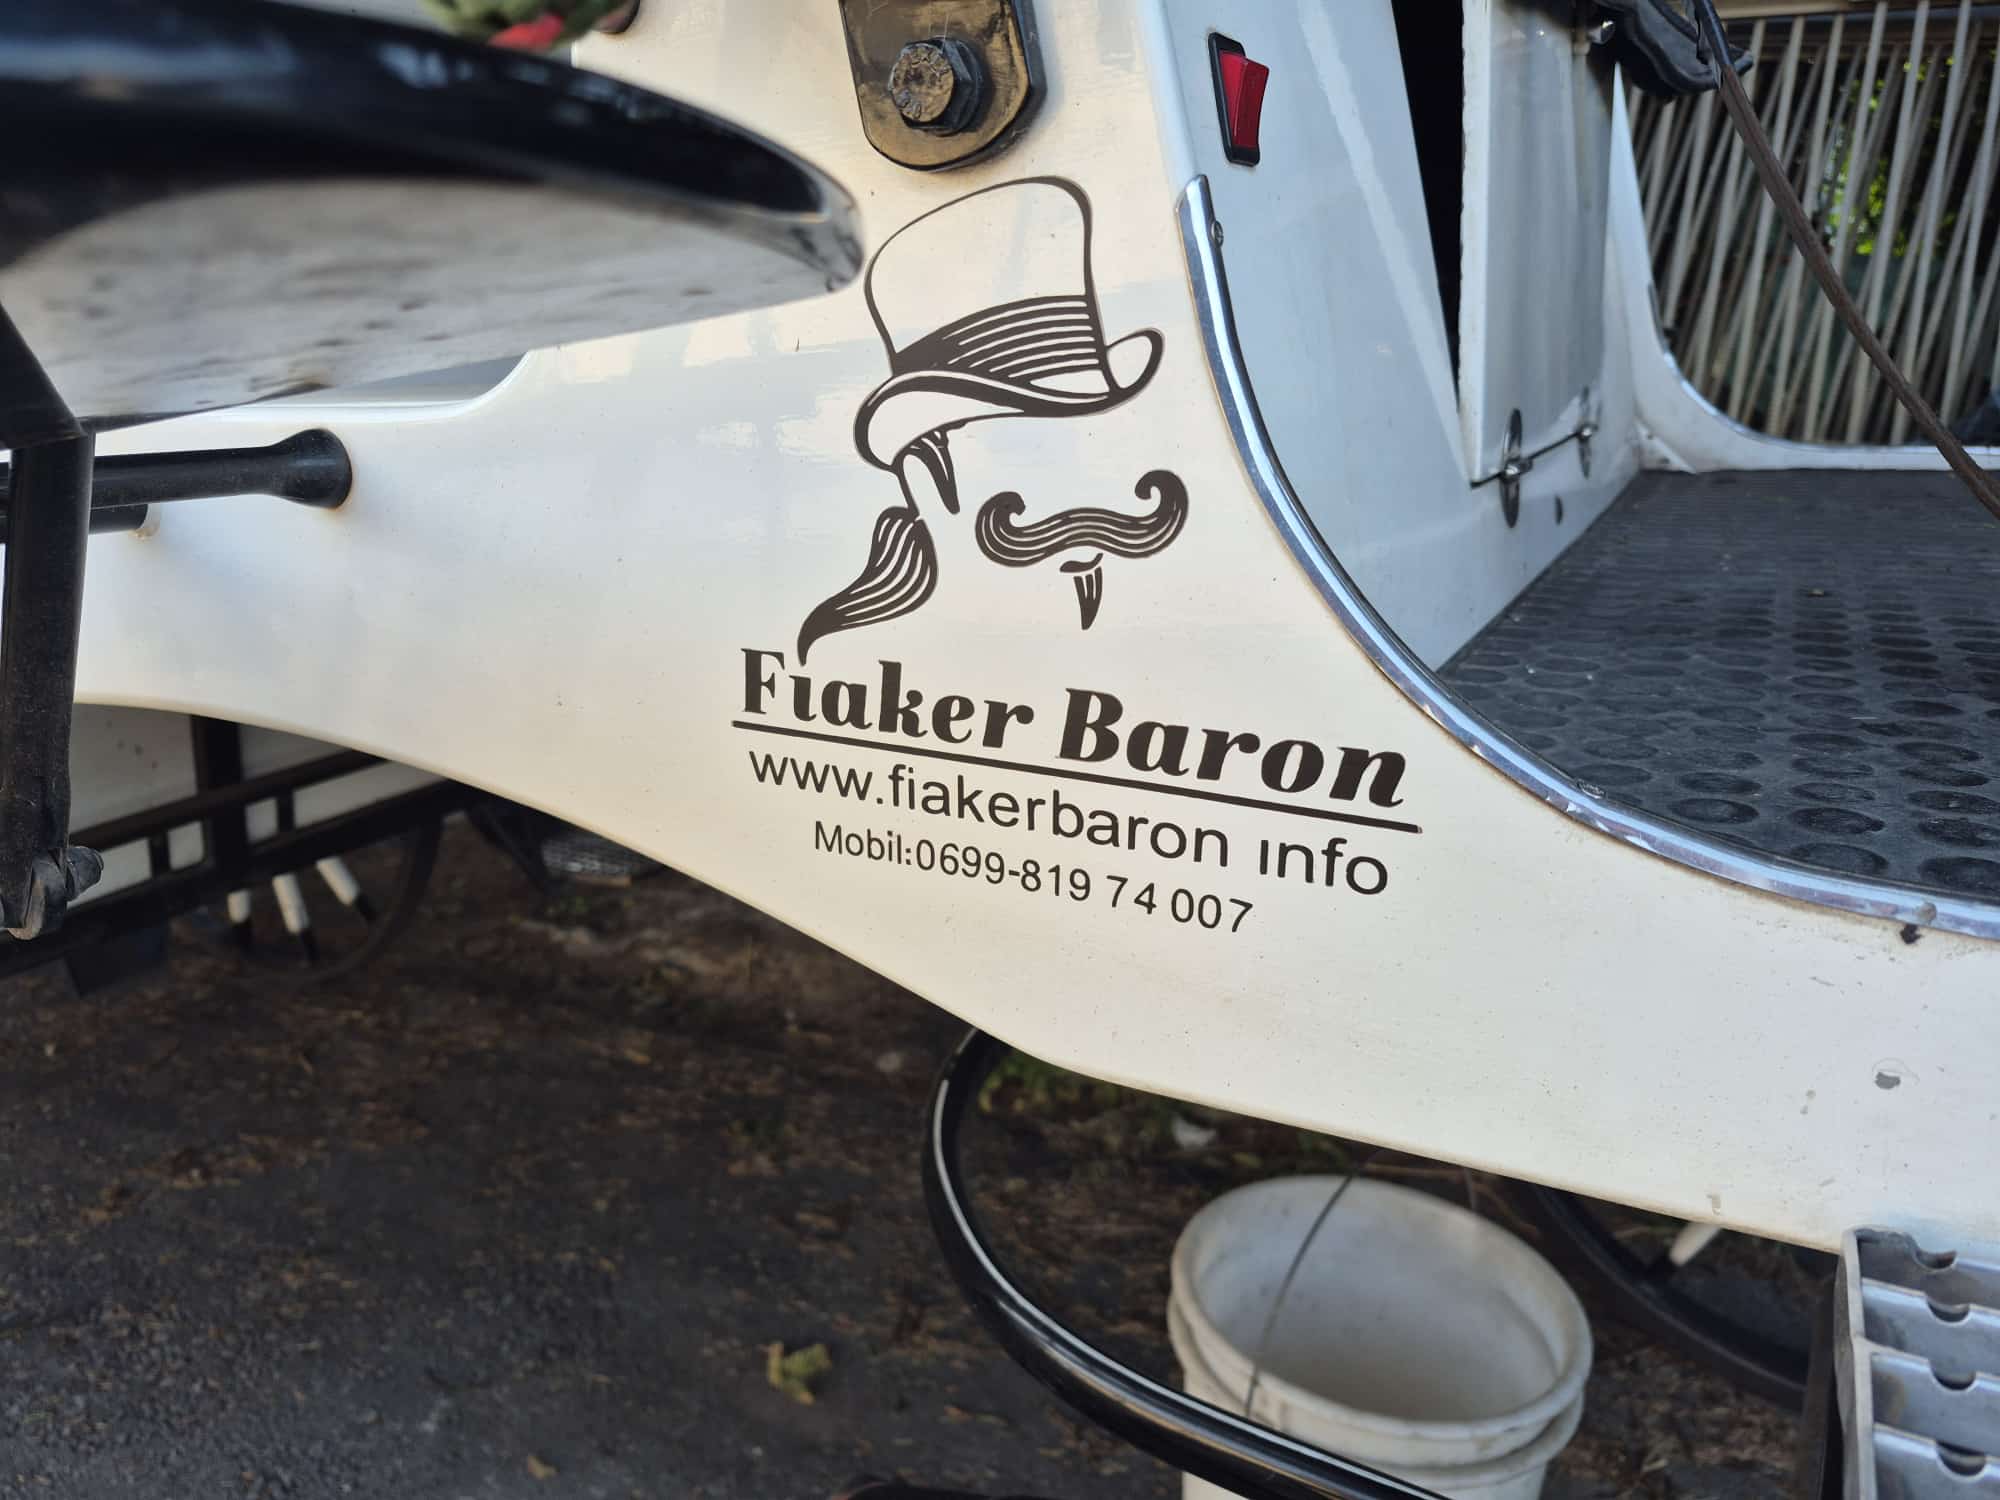 Fiaker Baron
www.fiakerbaron info
Mobil:0699-819 74 007